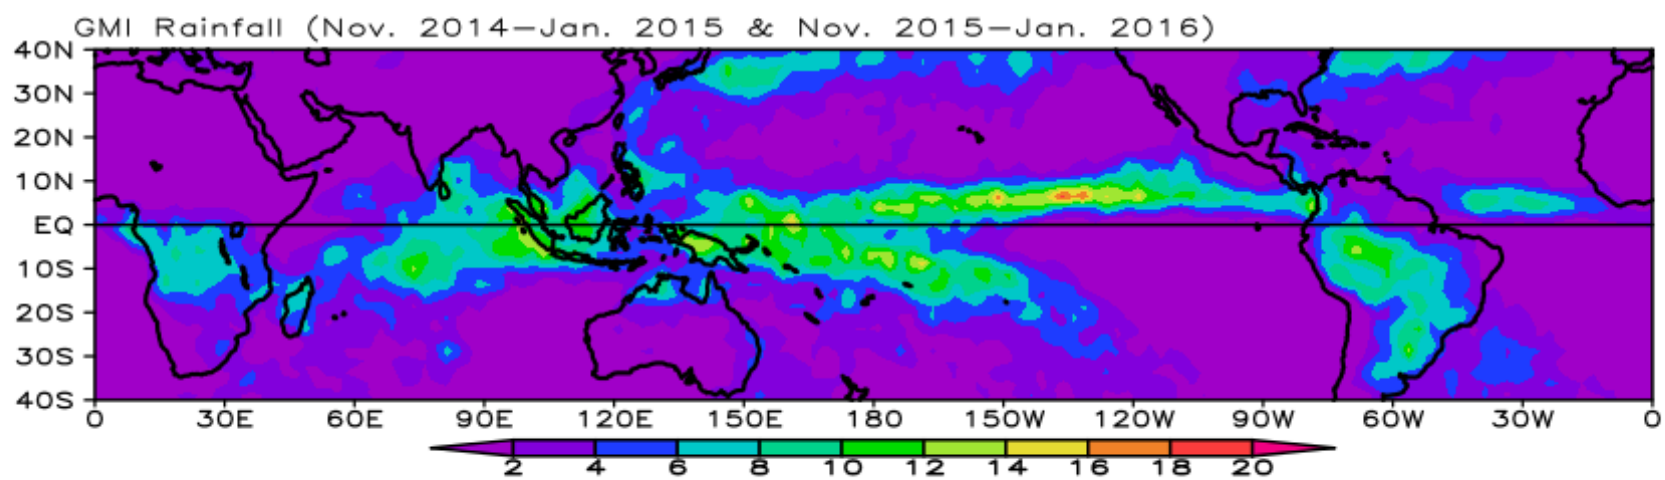 GMI Rainfall (Nov. 2014–Jan. 2015 & Nov. 2015–Jan. 2016)
40N
30N
20N
10N
EQ
10S
20S
30S
40S
0 30E 60E 90E 120E 150E 180 150W 120W 90W 60W 30W 0
2 4 6 8 10 12 14 16 18 20